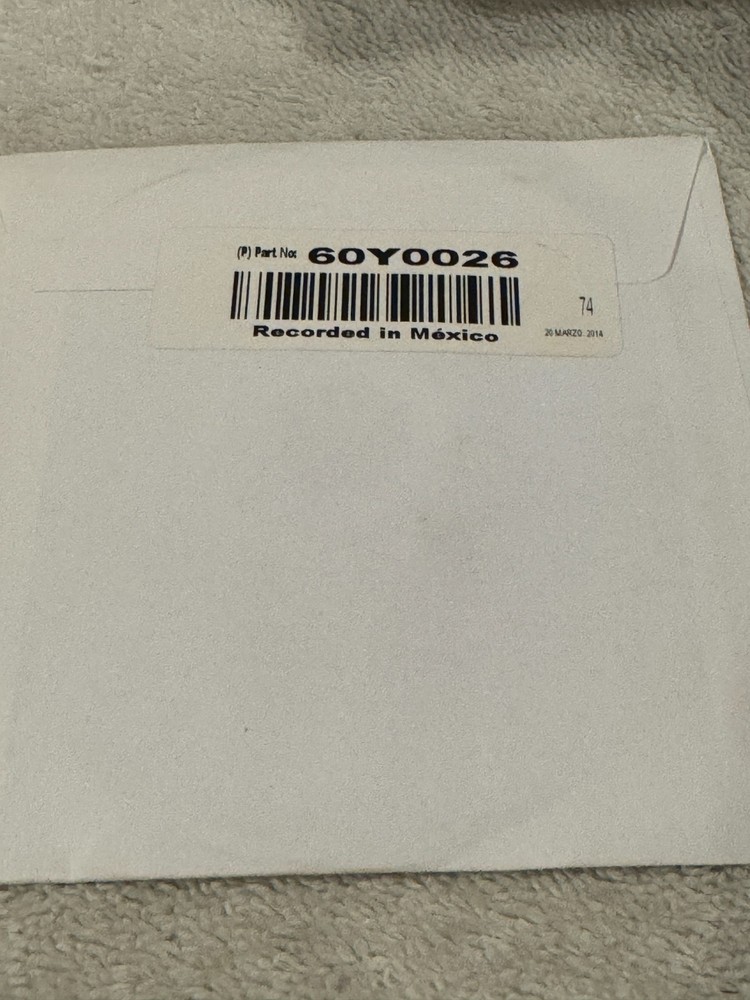 (P) Part No: 60Y0026
Recorded in México
74
20 MARZO. 2014